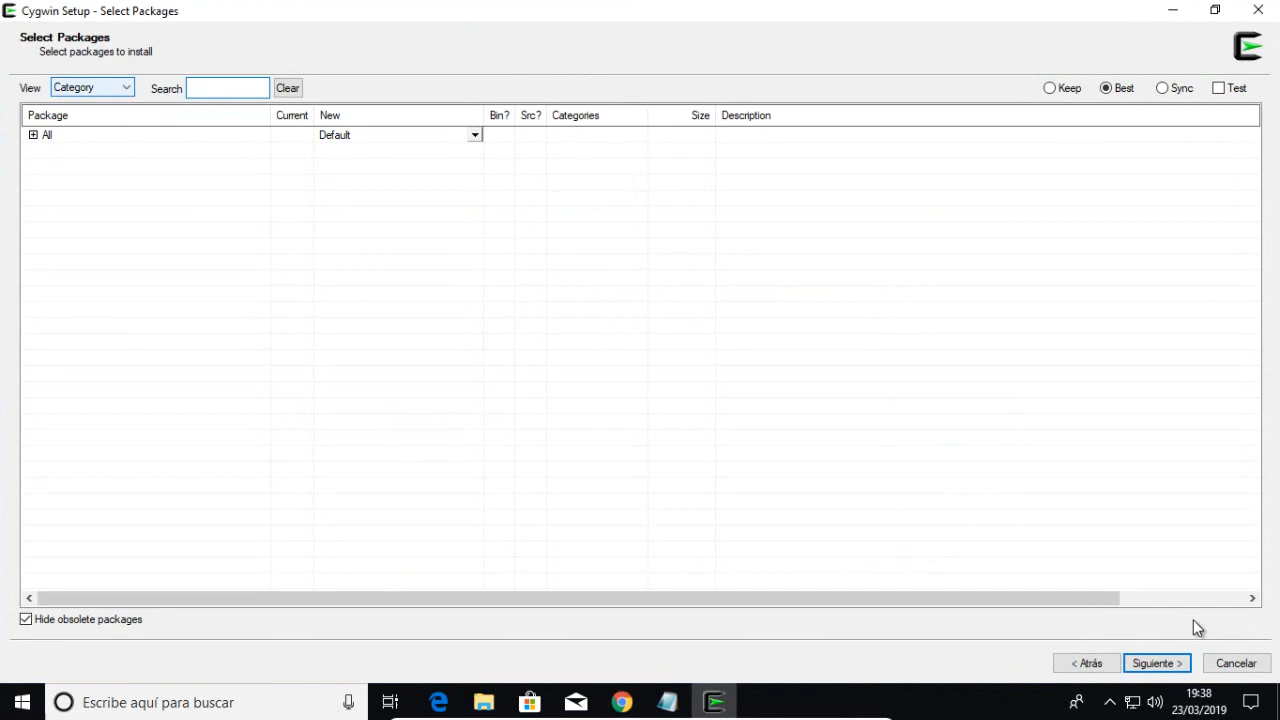 Cygwin Setup - Select Packages
Select Packages
Select packages to install
View Category Search Clear Keep Best Sync Test
Package Current New Bin? Src? Categories Size Description
All Default
Hide obsolete packages
< Atrás Siguiente > Cancelar
Escribe aquí para buscar
19:38
23/03/2019